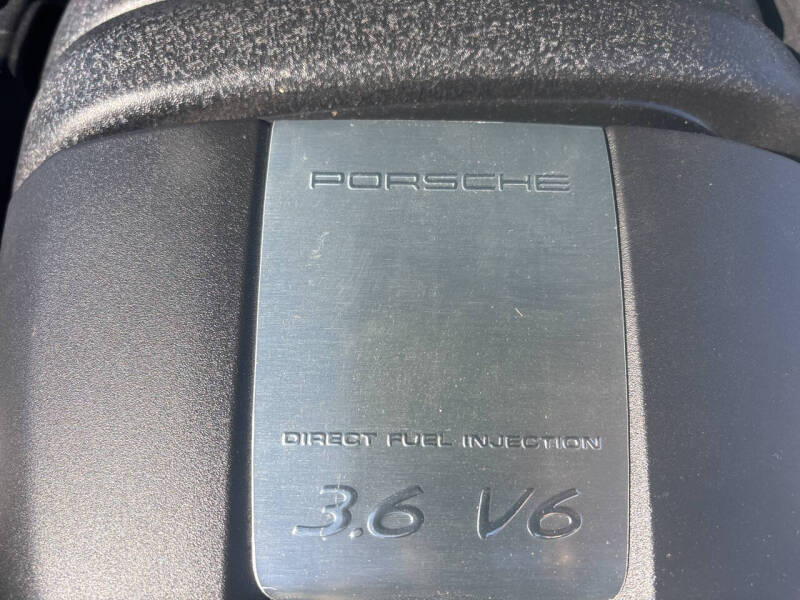 PORSCHE
DIRECT FUEL INJECTION
3.6 V6